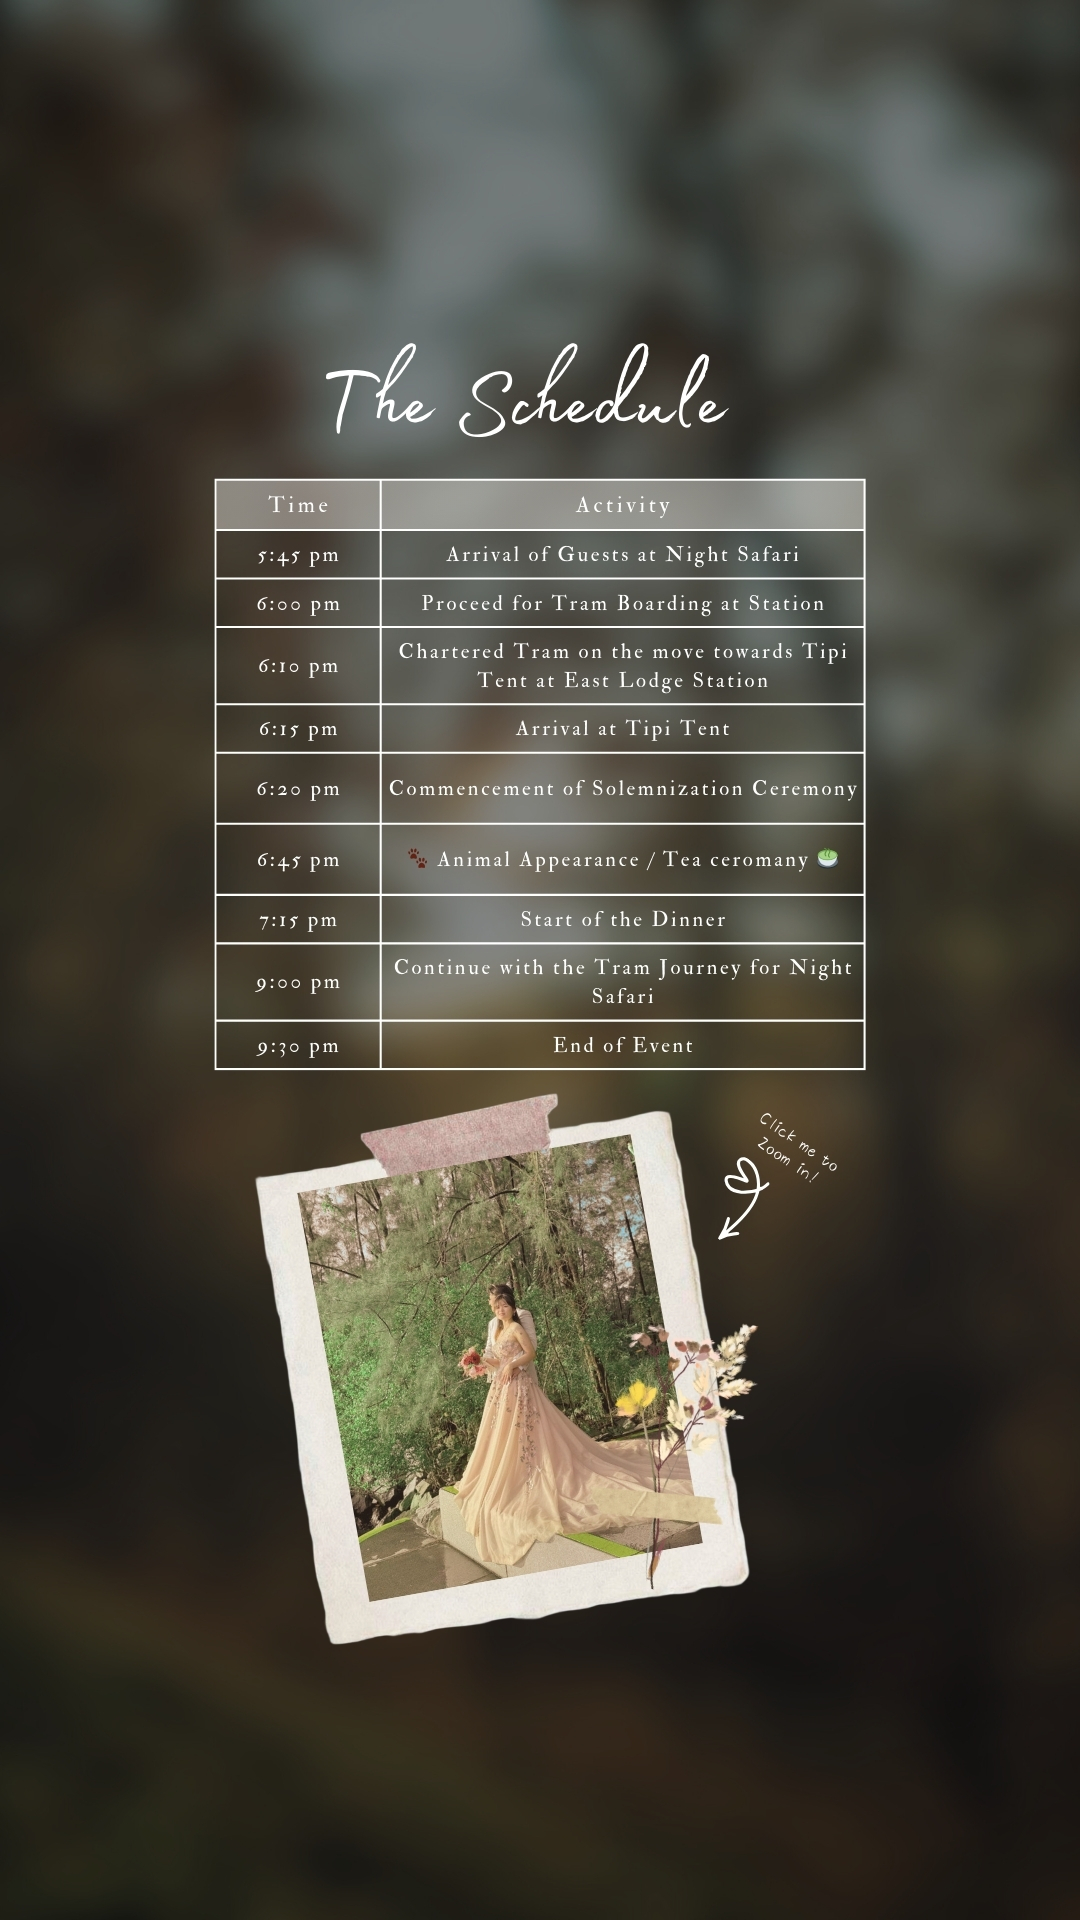 The Schedule
Time Activity
5:45 pm Arrival of Guests at Night Safari
6:00 pm Proceed for Tram Boarding at Station
6:10 pm Chartered Tram on the move towards Tipi
Tent at East Lodge Station
6:15 pm Arrival at Tipi Tent
6:20 pm Commencement of Solemnization Ceremony
6:45 pm 🐾 Animal Appearance / Tea ceromany 🍵
7:15 pm Start of the Dinner
9:00 pm Continue with the Tram Journey for Night
Safari
9:30 pm End of Event
Click me to
Zoom in!